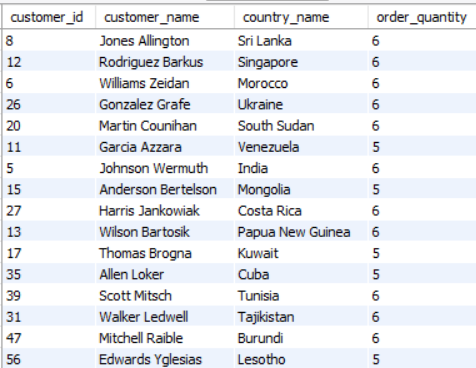 customer_id customer_name country_name order_quantity
8 Jones Allington Sri Lanka 6
12 Rodriguez Barkus Singapore 6
6 Williams Zeidan Morocco 6
26 Gonzalez Grafe Ukraine 6
20 Martin Counihan South Sudan 6
11 Garcia Azzara Venezuela 5
5 Johnson Wermuth India 6
15 Anderson Bertelson Mongolia 5
27 Harris Jankowiak Costa Rica 6
13 Wilson Bartosik Papua New Guinea 6
17 Thomas Brogna Kuwait 5
35 Allen Loker Cuba 5
39 Scott Mitsch Tunisia 6
31 Walker Ledwell Tajikistan 6
47 Mitchell Raible Burundi 6
56 Edwards Yglesias Lesotho 5